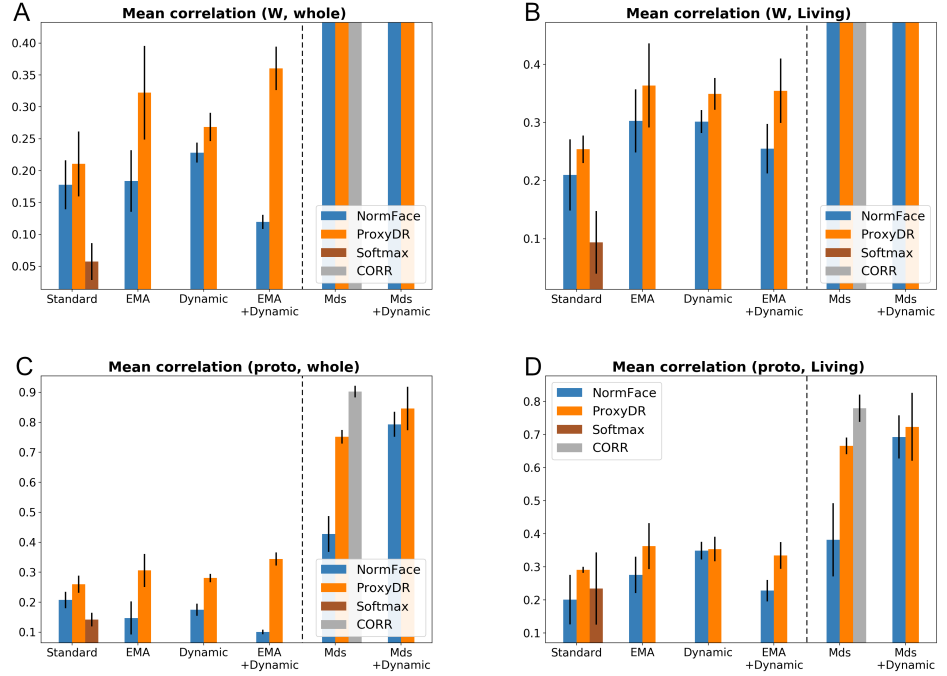 A
Mean correlation (W, whole)
0.40
0.35
0.30
0.25
0.20
0.15
0.10
0.05
NormFace
ProxyDR
Softmax
CORR
Standard
EMA
Dynamic
EMA
+Dynamic
Mds
Mds
+Dynamic
B
Mean correlation (W, Living)
0.4
0.3
0.2
0.1
NormFace
ProxyDR
Softmax
CORR
Standard
EMA
Dynamic
EMA
+Dynamic
Mds
Mds
+Dynamic
C
Mean correlation (proto, whole)
0.9
0.8
0.7
0.6
0.5
0.4
0.3
0.2
0.1
NormFace
ProxyDR
Softmax
CORR
Standard
EMA
Dynamic
EMA
+Dynamic
Mds
Mds
+Dynamic
D
Mean correlation (proto, Living)
NormFace
ProxyDR
Softmax
CORR
0.8
0.7
0.6
0.5
0.4
0.3
0.2
0.1
Standard
EMA
Dynamic
EMA
+Dynamic
Mds
Mds
+Dynamic